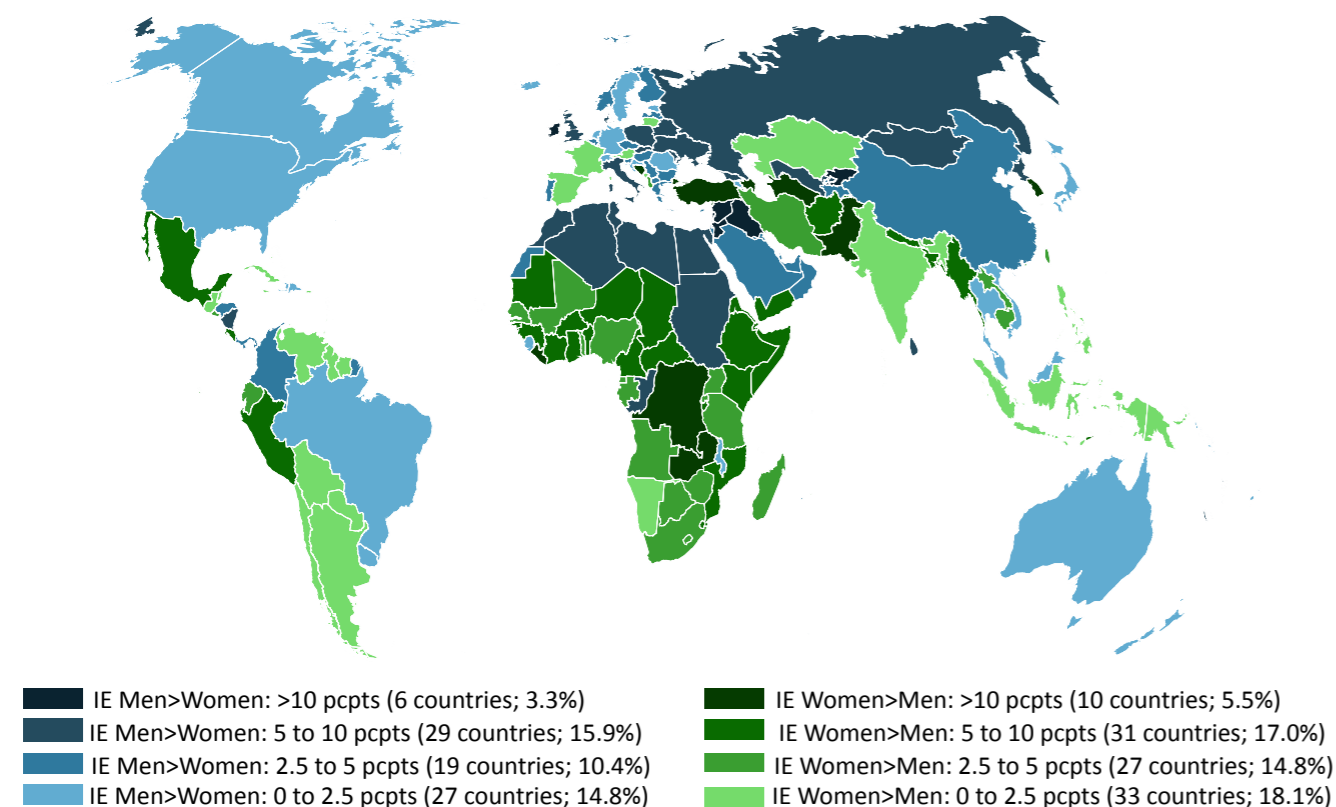 IE Men>Women: >10 pcpts (6 countries; 3.3%)
IE Men>Women: 5 to 10 pcpts (29 countries; 15.9%)
IE Men>Women: 2.5 to 5 pcpts (19 countries; 10.4%)
IE Men>Women: 0 to 2.5 pcpts (27 countries; 14.8%)
IE Women>Men: >10 pcpts (10 countries; 5.5%)
IE Women>Men: 5 to 10 pcpts (31 countries; 17.0%)
IE Women>Men: 2.5 to 5 pcpts (27 countries; 14.8%)
IE Women>Men: 0 to 2.5 pcpts (33 countries; 18.1%)